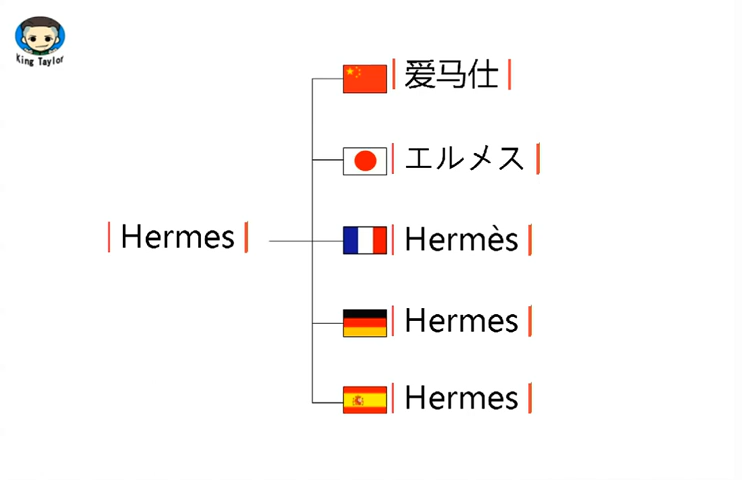 King Taylor
爱马仕
エルメス
Hermes
Hermès
Hermes
Hermes